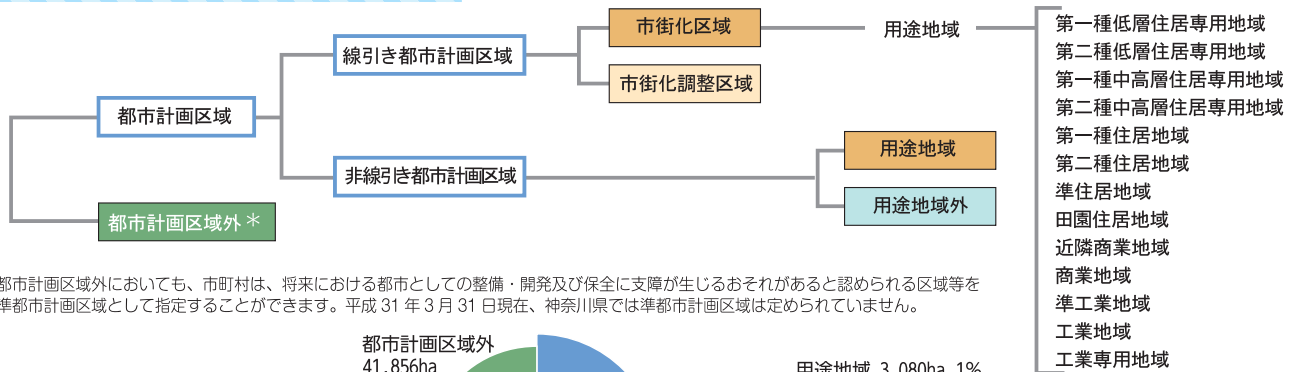 市街化区域
用途地域
線引き都市計画区域
市街化調整区域
都市計画区域
非線引き都市計画区域
用途地域
用途地域外
都市計画区域外＊
第一種低層住居専用地域
第二種低層住居専用地域
第一種中高層住居専用地域
第二種中高層住居専用地域
第一種住居地域
第二種住居地域
準住居地域
田園住居地域
近隣商業地域
商業地域
準工業地域
工業地域
工業専用地域
都市計画区域外においても、市町村は、将来における都市としての整備・開発及び保全に支障が生じるおそれがあると認められる区域等を
準都市計画区域として指定することができます。平成 31 年 3 月 31 日現在、神奈川県では準都市計画区域は定められていません。
都市計画区域外
41,856ha
用途地域 3,080ha 1%